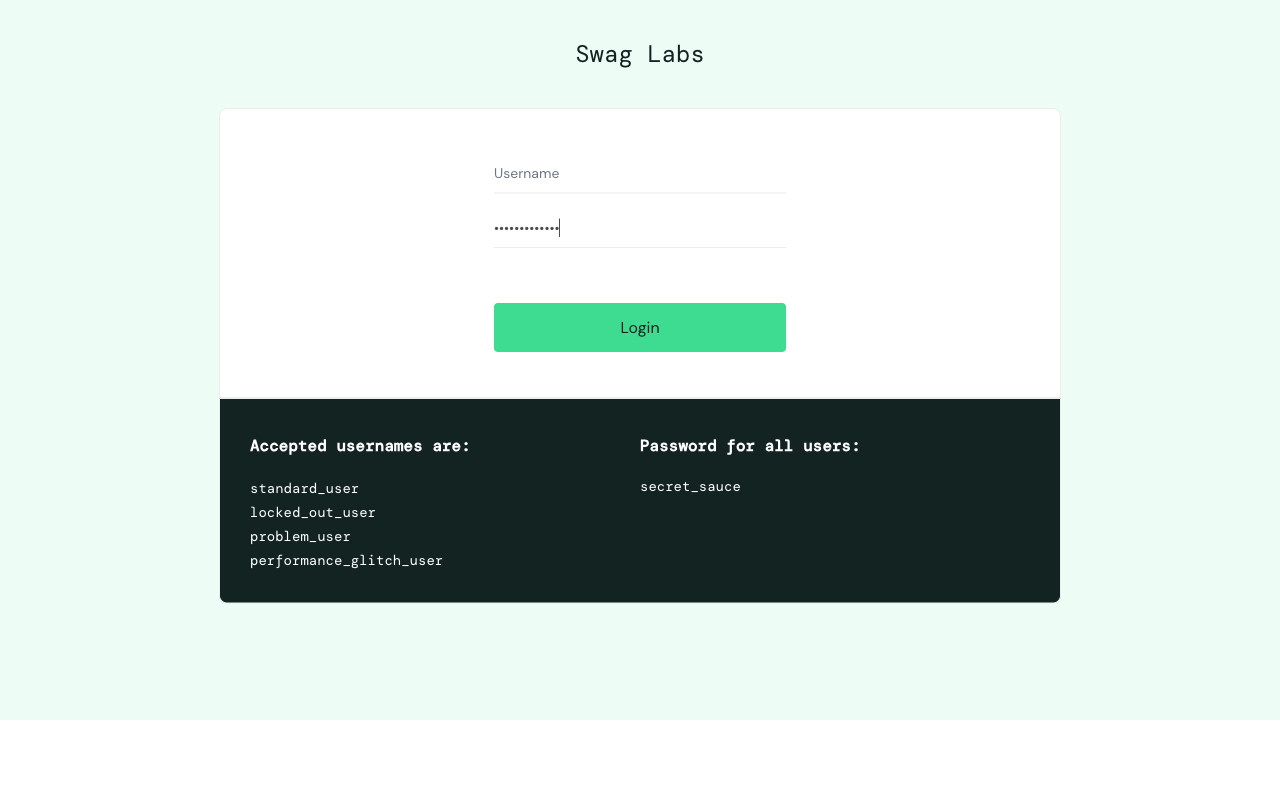 Swag Labs
Username
•••••••••••••
Login
Accepted usernames are:
standard_user
locked_out_user
problem_user
performance_glitch_user
Password for all users:
secret_sauce